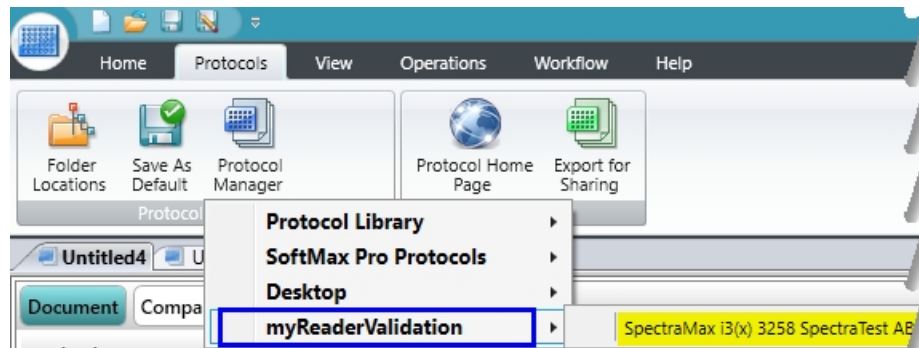 Home Protocols View Operations Workflow Help
Folder Locations
Save As Default
Protocol Manager
Protocol Home Page
Export for Sharing
Protocol Library
SoftMax Pro Protocols
Desktop
myReaderValidation
SpectraMax i3(x) 3258 SpectraTest AB
Untitled4
Document